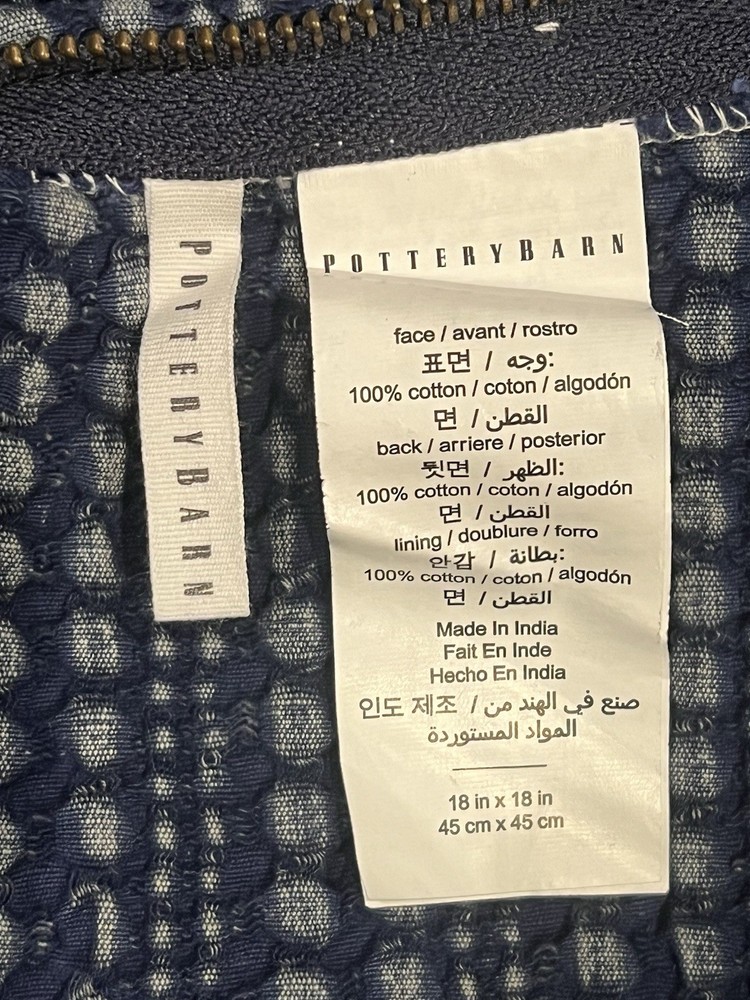 POTTERYBARN
POTTERYBARN
face / avant / rostro
표면 / وجه:
100% cotton / coton / algodón
면 / القطن
back / arriere / posterior
뒷면 / الظهر:
100% cotton / coton / algodón
면 / القطن
lining / doublure / forro
안감 / بطانة:
100% cotton / coton / algodón
면 / القطن
Made In India
Fait En Inde
Hecho En India
인도 제조 / صنع في الهند من
المواد المستوردة
18 in x 18 in
45 cm x 45 cm